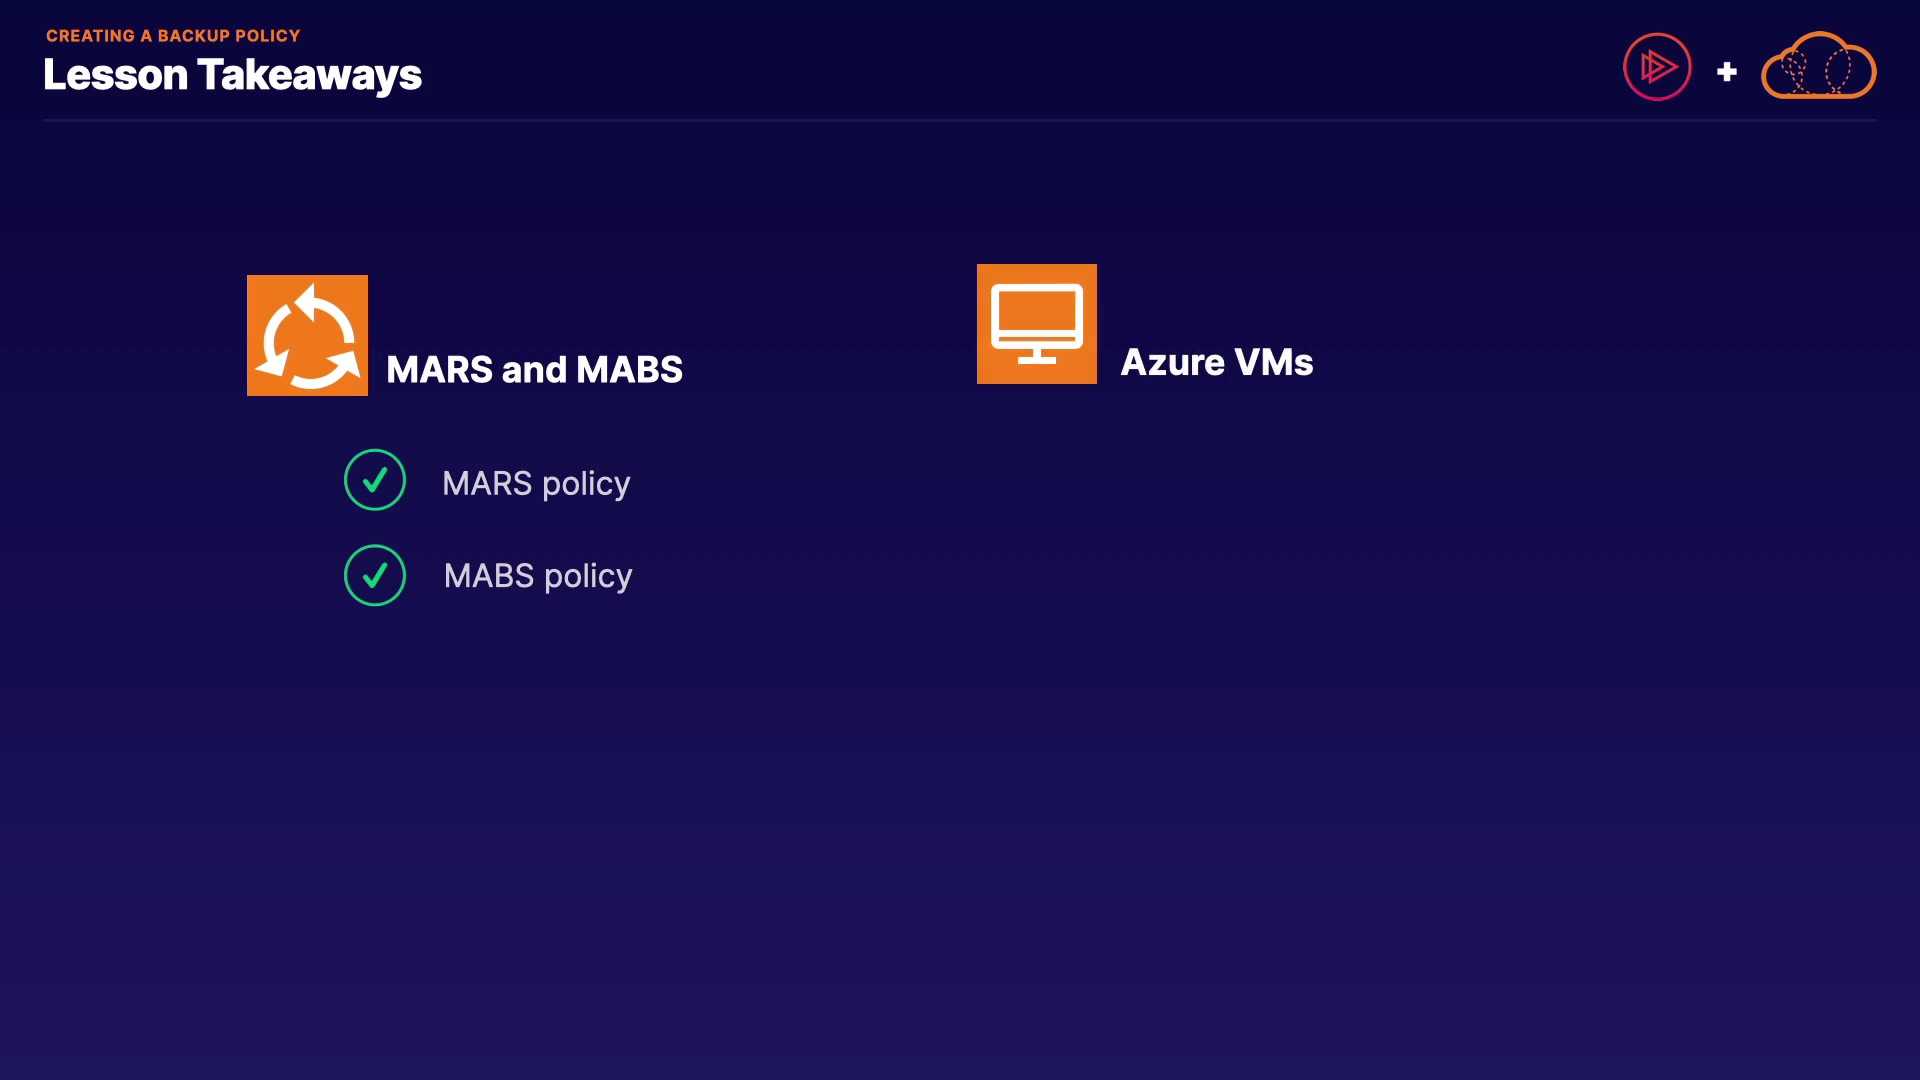 CREATING A BACKUP POLICY
Lesson Takeaways
MARS and MABS
MARS policy
MABS policy
Azure VMs